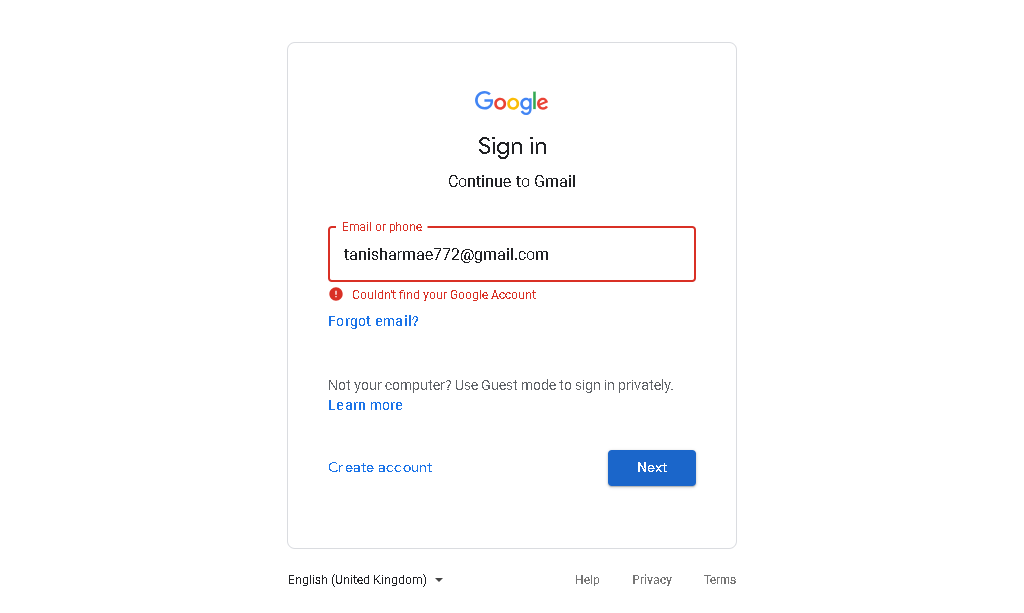 Google
Sign in
Continue to Gmail
Email or phone
tanisharmae772@gmail.com
Couldn't find your Google Account
Forgot email?
Not your computer? Use Guest mode to sign in privately.
Learn more
Create account
Next
English (United Kingdom)
Help
Privacy
Terms